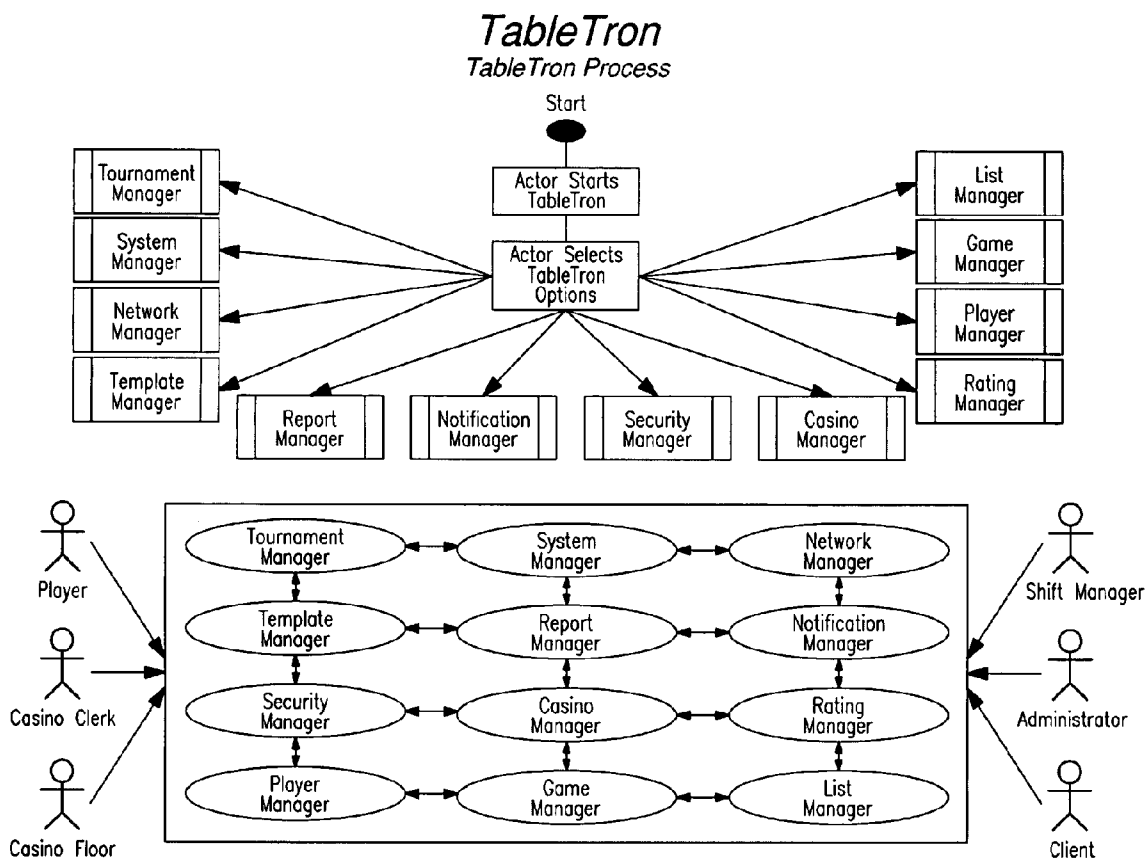 TableTron
TableTron Process
Start
Actor Starts
TableTron
Actor Selects
TableTron
Options
Tournament
Manager
System
Manager
Network
Manager
Template
Manager
Report
Manager
Notification
Manager
Security
Manager
Casino
Manager
List
Manager
Game
Manager
Player
Manager
Rating
Manager
Player
Casino Clerk
Casino Floor
Tournament
Manager
System
Manager
Network
Manager
Template
Manager
Report
Manager
Notification
Manager
Security
Manager
Casino
Manager
Rating
Manager
Player
Manager
Game
Manager
List
Manager
Shift Manager
Administrator
Client